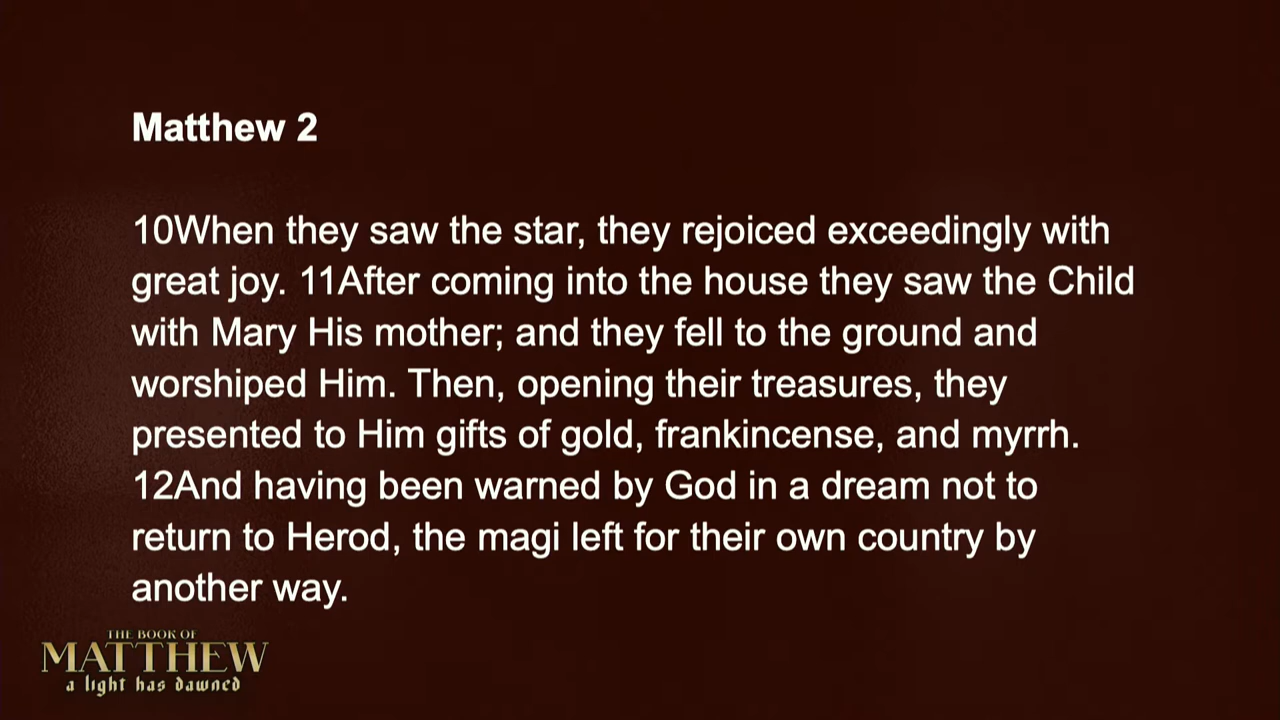 Matthew 2
10When they saw the star, they rejoiced exceedingly with
great joy. 11After coming into the house they saw the Child
with Mary His mother; and they fell to the ground and
worshiped Him. Then, opening their treasures, they
presented to Him gifts of gold, frankincense, and myrrh.
12And having been warned by God in a dream not to
return to Herod, the magi left for their own country by
another way.
THE BOOK OF
MATTHEW
a light has dawned